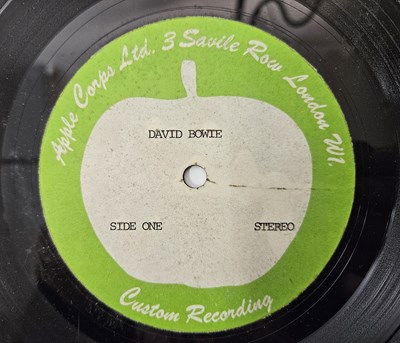 Apple Corps Ltd. 3 Savile Row London W1.
DAVID BOWIE
SIDE ONE STEREO
Custom Recording